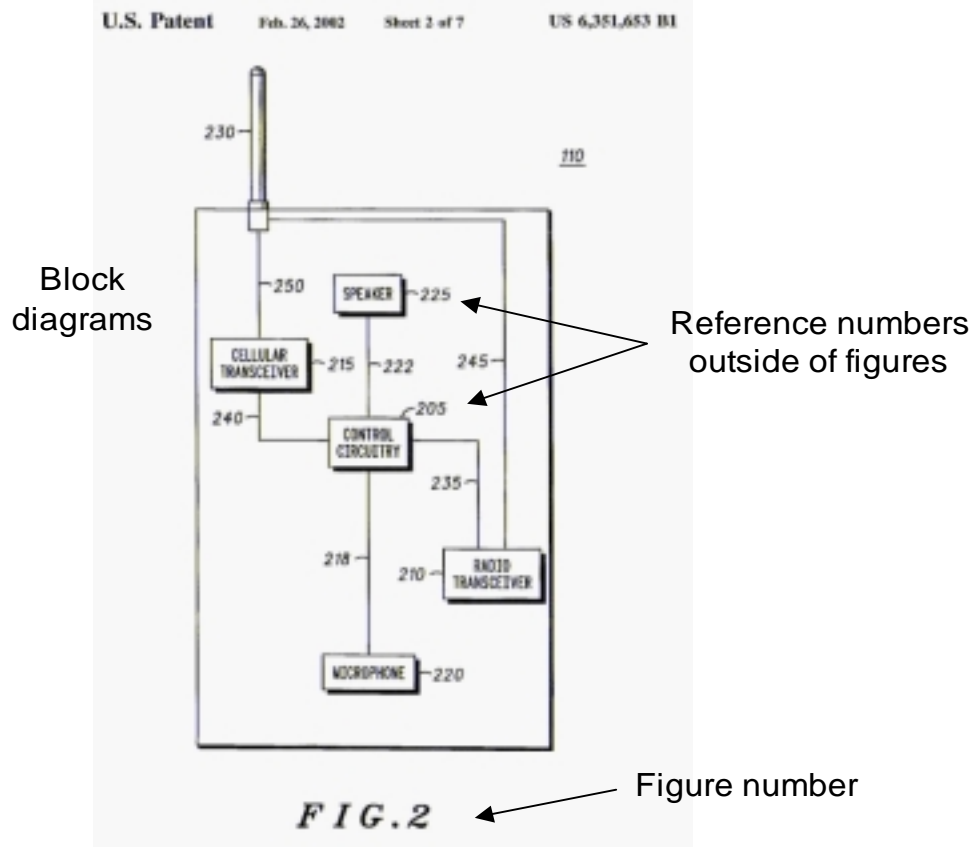 U.S. Patent Feb. 26, 2002 Sheet 2 of 7 US 6,351,653 B1
230
110
Block
diagrams
250
SPEAKER
225
Reference numbers
outside of figures
CELLULAR
TRANSCEIVER
215
222
245
240
205
CONTROL
CIRCUITRY
235
218
210
RADIO
TRANSCEIVER
MICROPHONE
220
Figure number
FIG.2